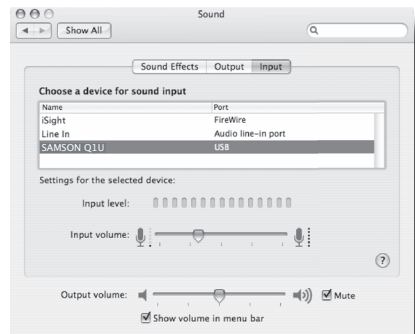 Sound
Show All
Sound Effects Output Input
Choose a device for sound input
Name Port
iSight FireWire
Line In Audio line-in port
SAMSON Q1U USB
Settings for the selected device:
Input level:
Input volume:
?
Output volume: Mute
Show volume in menu bar